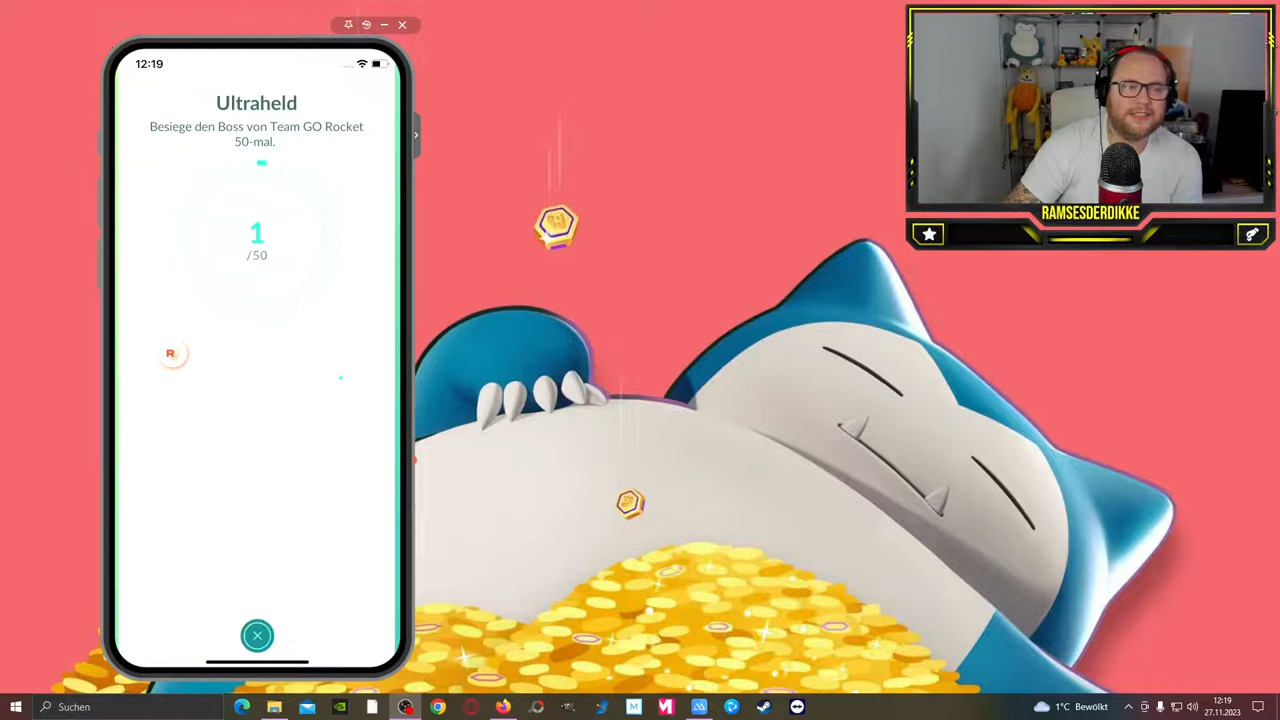 12:19
Ultraheld
Besiege den Boss von Team GO Rocket
50-mal.
1
/50
R
RAMSESDERDIKKE
Suchen
1°C Bewölkt
12:19
27.11.2023